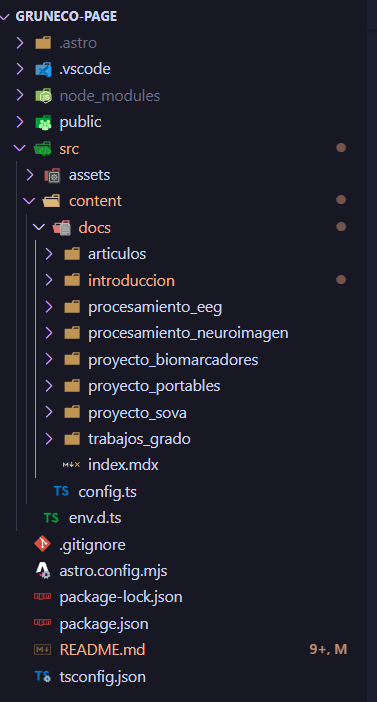 GRUNECO-PAGE
.astro
.vscode
node_modules
public
src
assets
content
docs
articulos
introduccion
procesamiento_eeg
procesamiento_neuroimagen
proyecto_biomarcadores
proyecto_portables
proyecto_sova
trabajos_grado
index.mdx
TS config.ts
TS env.d.ts
.gitignore
astro.config.mjs
package-lock.json
package.json
README.md 9+, M
TS tsconfig.json